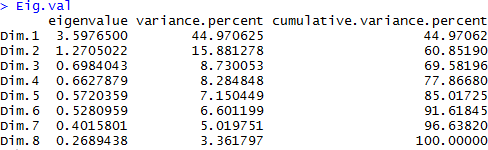 > Eig.val
eigenvalue variance.percent cumulative.variance.percent
Dim.1 3.5976500 44.970625 44.97062
Dim.2 1.2705022 15.881278 60.85190
Dim.3 0.6984043 8.730053 69.58196
Dim.4 0.6627879 8.284848 77.86680
Dim.5 0.5720359 7.150449 85.01725
Dim.6 0.5280959 6.601199 91.61845
Dim.7 0.4015801 5.019751 96.63820
Dim.8 0.2689438 3.361797 100.00000